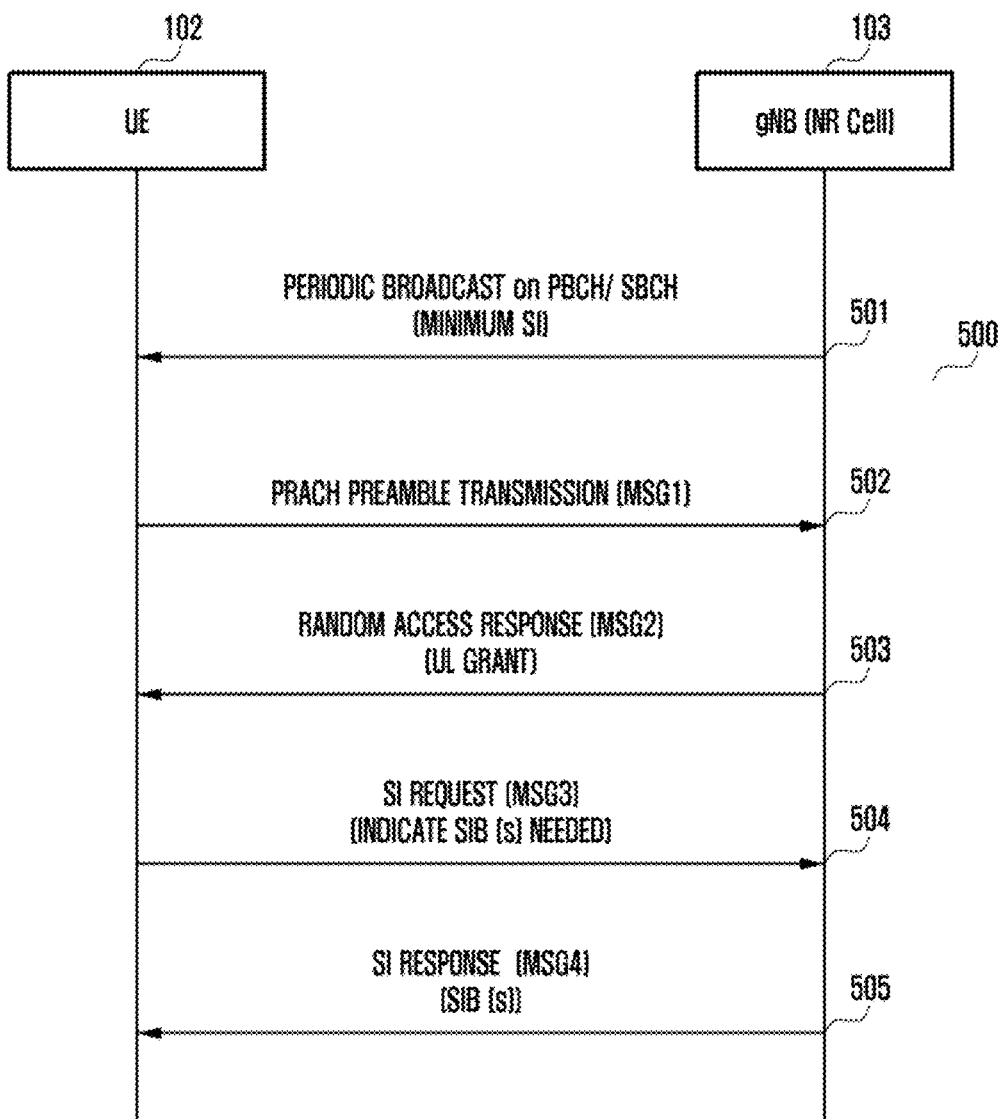 102
103
UE
gNB (NR Cell)
PERIODIC BROADCAST on PBCH/ SBCH
(MINIMUM SI)
501
500
PRACH PREAMBLE TRANSMISSION (MSG1)
502
RANDOM ACCESS RESPONSE (MSG2)
(UL GRANT)
503
SI REQUEST (MSG3)
(INDICATE SIB (s) NEEDED)
504
SI RESPONSE (MSG4)
(SIB (s))
505